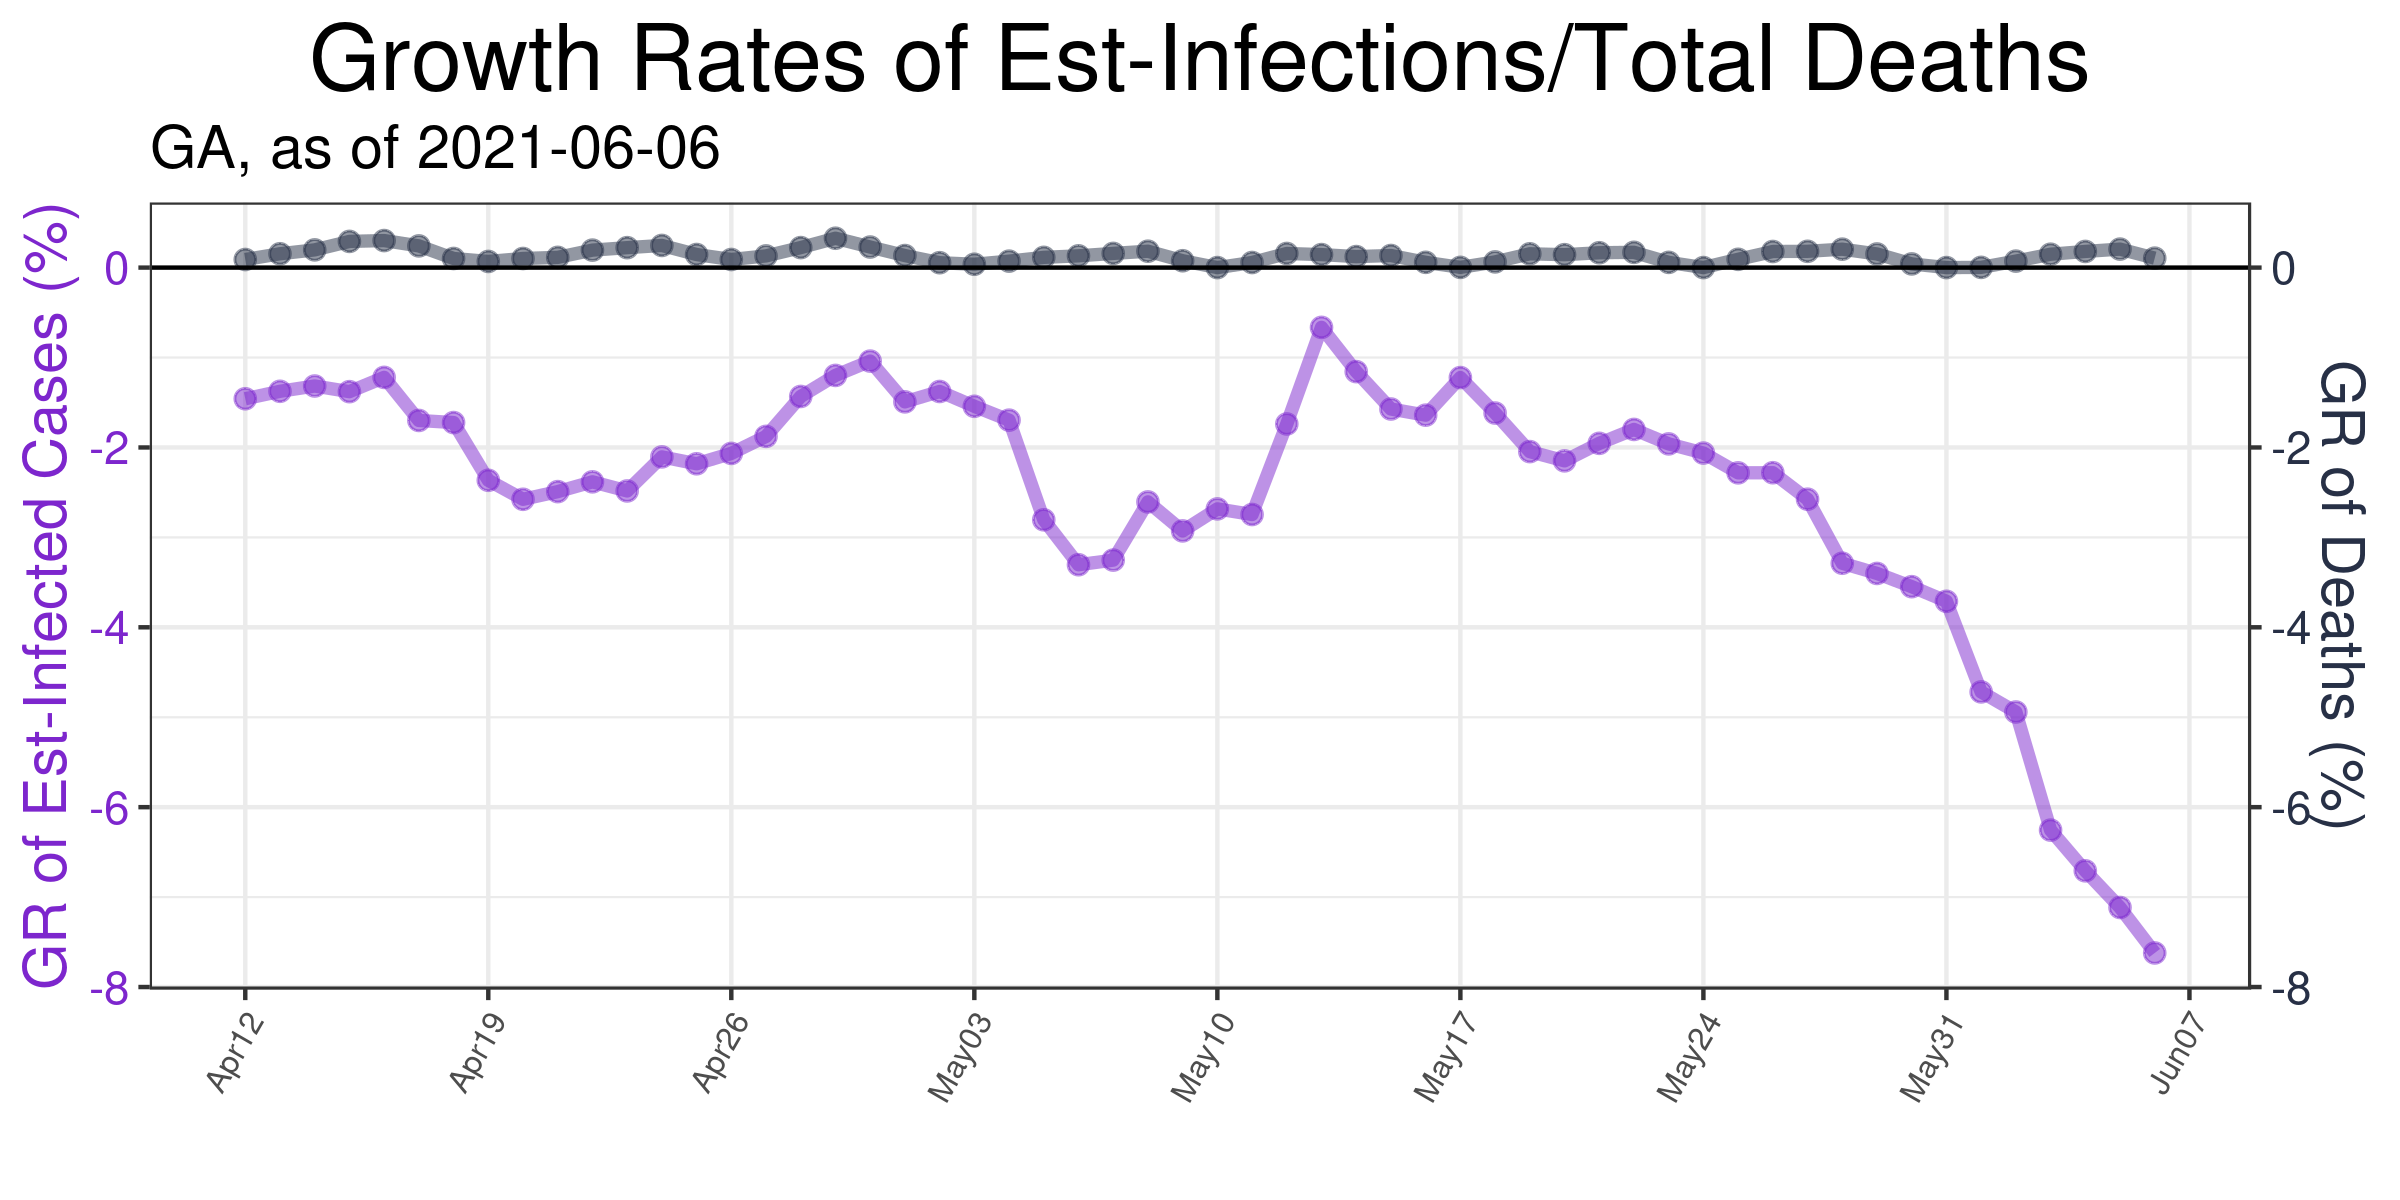 Growth Rates of Est-Infections/Total Deaths
GA, as of 2021-06-06
GR of Est-Infected Cases (%)
0
-2
-4
-6
-8
0
-2
-4
-6
-8
GR of Deaths (%)
Apr12
Apr19
Apr26
May03
May10
May17
May24
May31
Jun07